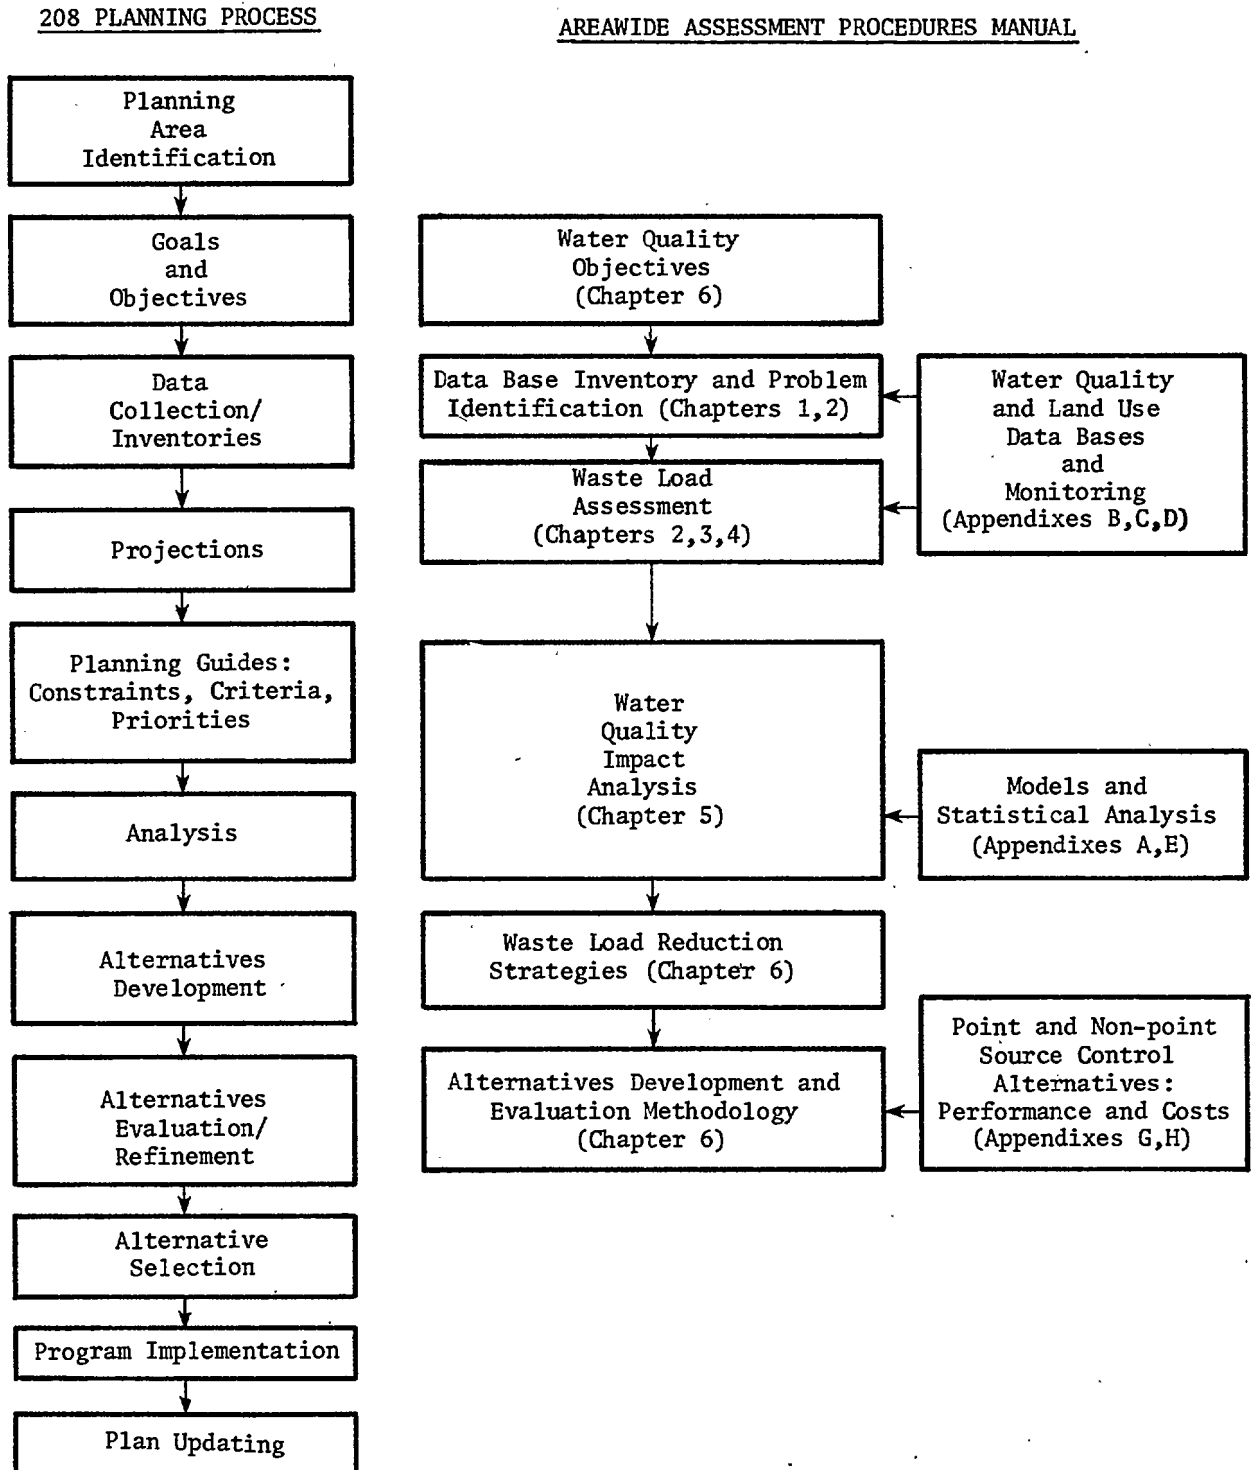 208 PLANNING PROCESS
AREAWIDE ASSESSMENT PROCEDURES MANUAL
Planning
Area
Identification
Goals
and
Objectives
Data
Collection/
Inventories
Projections
Planning Guides:
Constraints, Criteria,
Priorities
Analysis
Alternatives
Development
Alternatives
Evaluation/
Refinement
Alternative
Selection
Program Implementation
Plan Updating
Water Quality
Objectives
(Chapter 6)
Data Base Inventory and Problem
Identification (Chapters 1,2)
Waste Load
Assessment
(Chapters 2,3,4)
Water
Quality
Impact
Analysis
(Chapter 5)
Waste Load Reduction
Strategies (Chapter 6)
Alternatives Development and
Evaluation Methodology
(Chapter 6)
Water Quality
and Land Use
Data Bases
and
Monitoring
(Appendixes B,C,D)
Models and
Statistical Analysis
(Appendixes A,E)
Point and Non-point
Source Control
Alternatives:
Performance and Costs
(Appendixes G,H)